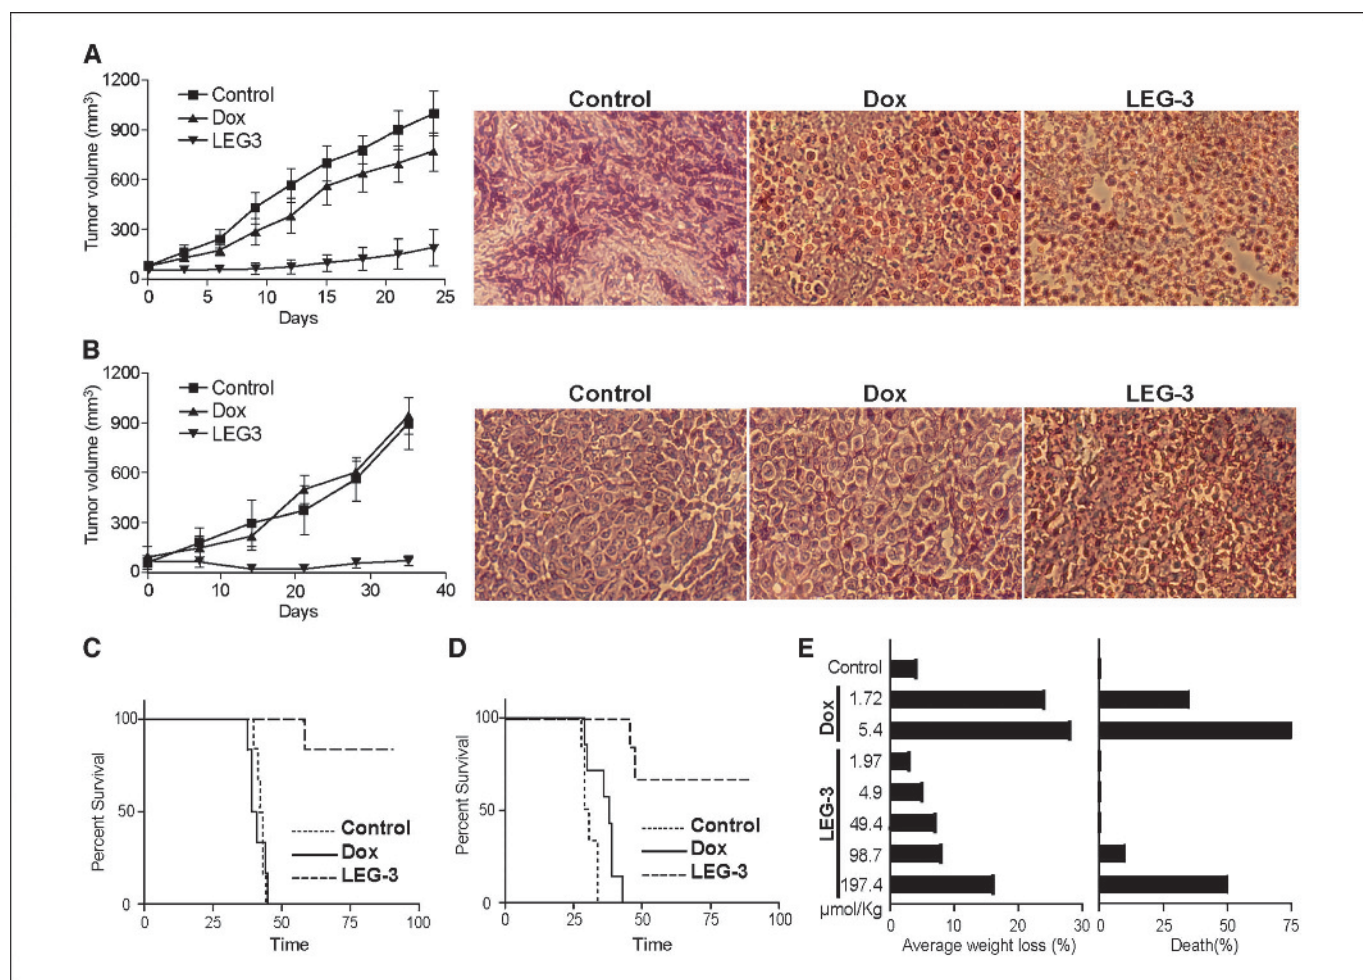 A
1200
900
600
300
0
Tumor volume (mm³)
Control
Dox
LEG3
0 5 10 15 20 25
Days
Control Dox LEG-3
B
1200
900
600
300
0
Tumor volume (mm³)
Control
Dox
LEG3
0 10 20 30 40
Days
Control Dox LEG-3
C
100
50
0
Percent Survival
Control
Dox
LEG-3
0 25 50 75 100
Time
D
100
50
0
Percent Survival
Control
Dox
LEG-3
0 25 50 75 100
Time
E
Control
Dox
1.72
5.4
LEG-3
1.97
4.9
49.4
98.7
197.4
µmol/Kg
0 10 20 30
Average weight loss (%)
0 25 50 75
Death(%)